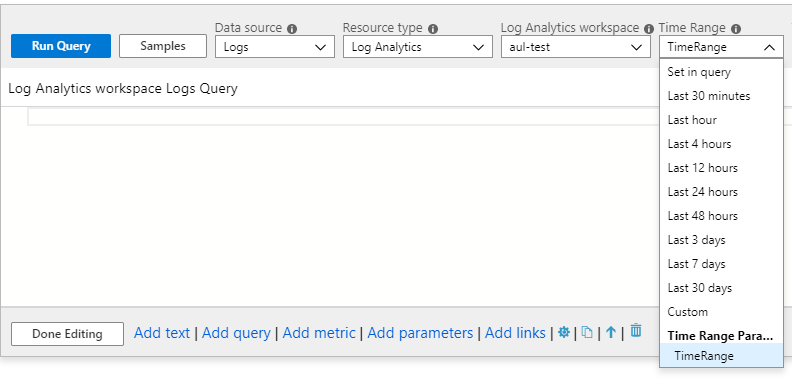 Data source
Resource type
Log Analytics workspace
Time Range
Run Query
Samples
Logs
Log Analytics
aul-test
TimeRange
Log Analytics workspace Logs Query
Set in query
Last 30 minutes
Last hour
Last 4 hours
Last 12 hours
Last 24 hours
Last 48 hours
Last 3 days
Last 7 days
Last 30 days
Custom
Time Range Para...
TimeRange
Done Editing
Add text | Add query | Add metric | Add parameters | Add links | | | |